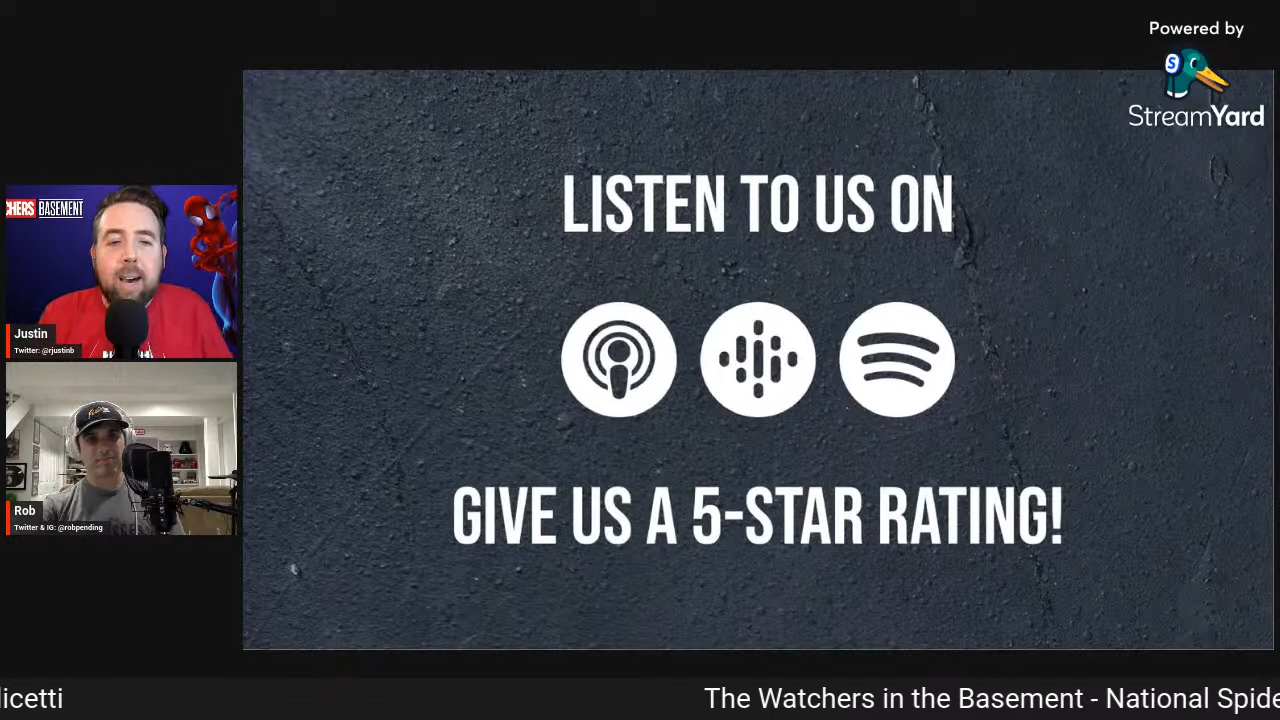 Powered by
StreamYard
LISTEN TO US ON
GIVE US A 5-STAR RATING!
CHERS BASEMENT
Justin
Twitter: @rjustinb
Rob
Twitter & IG: @robpending
licetti
The Watchers in the Basement - National Spide